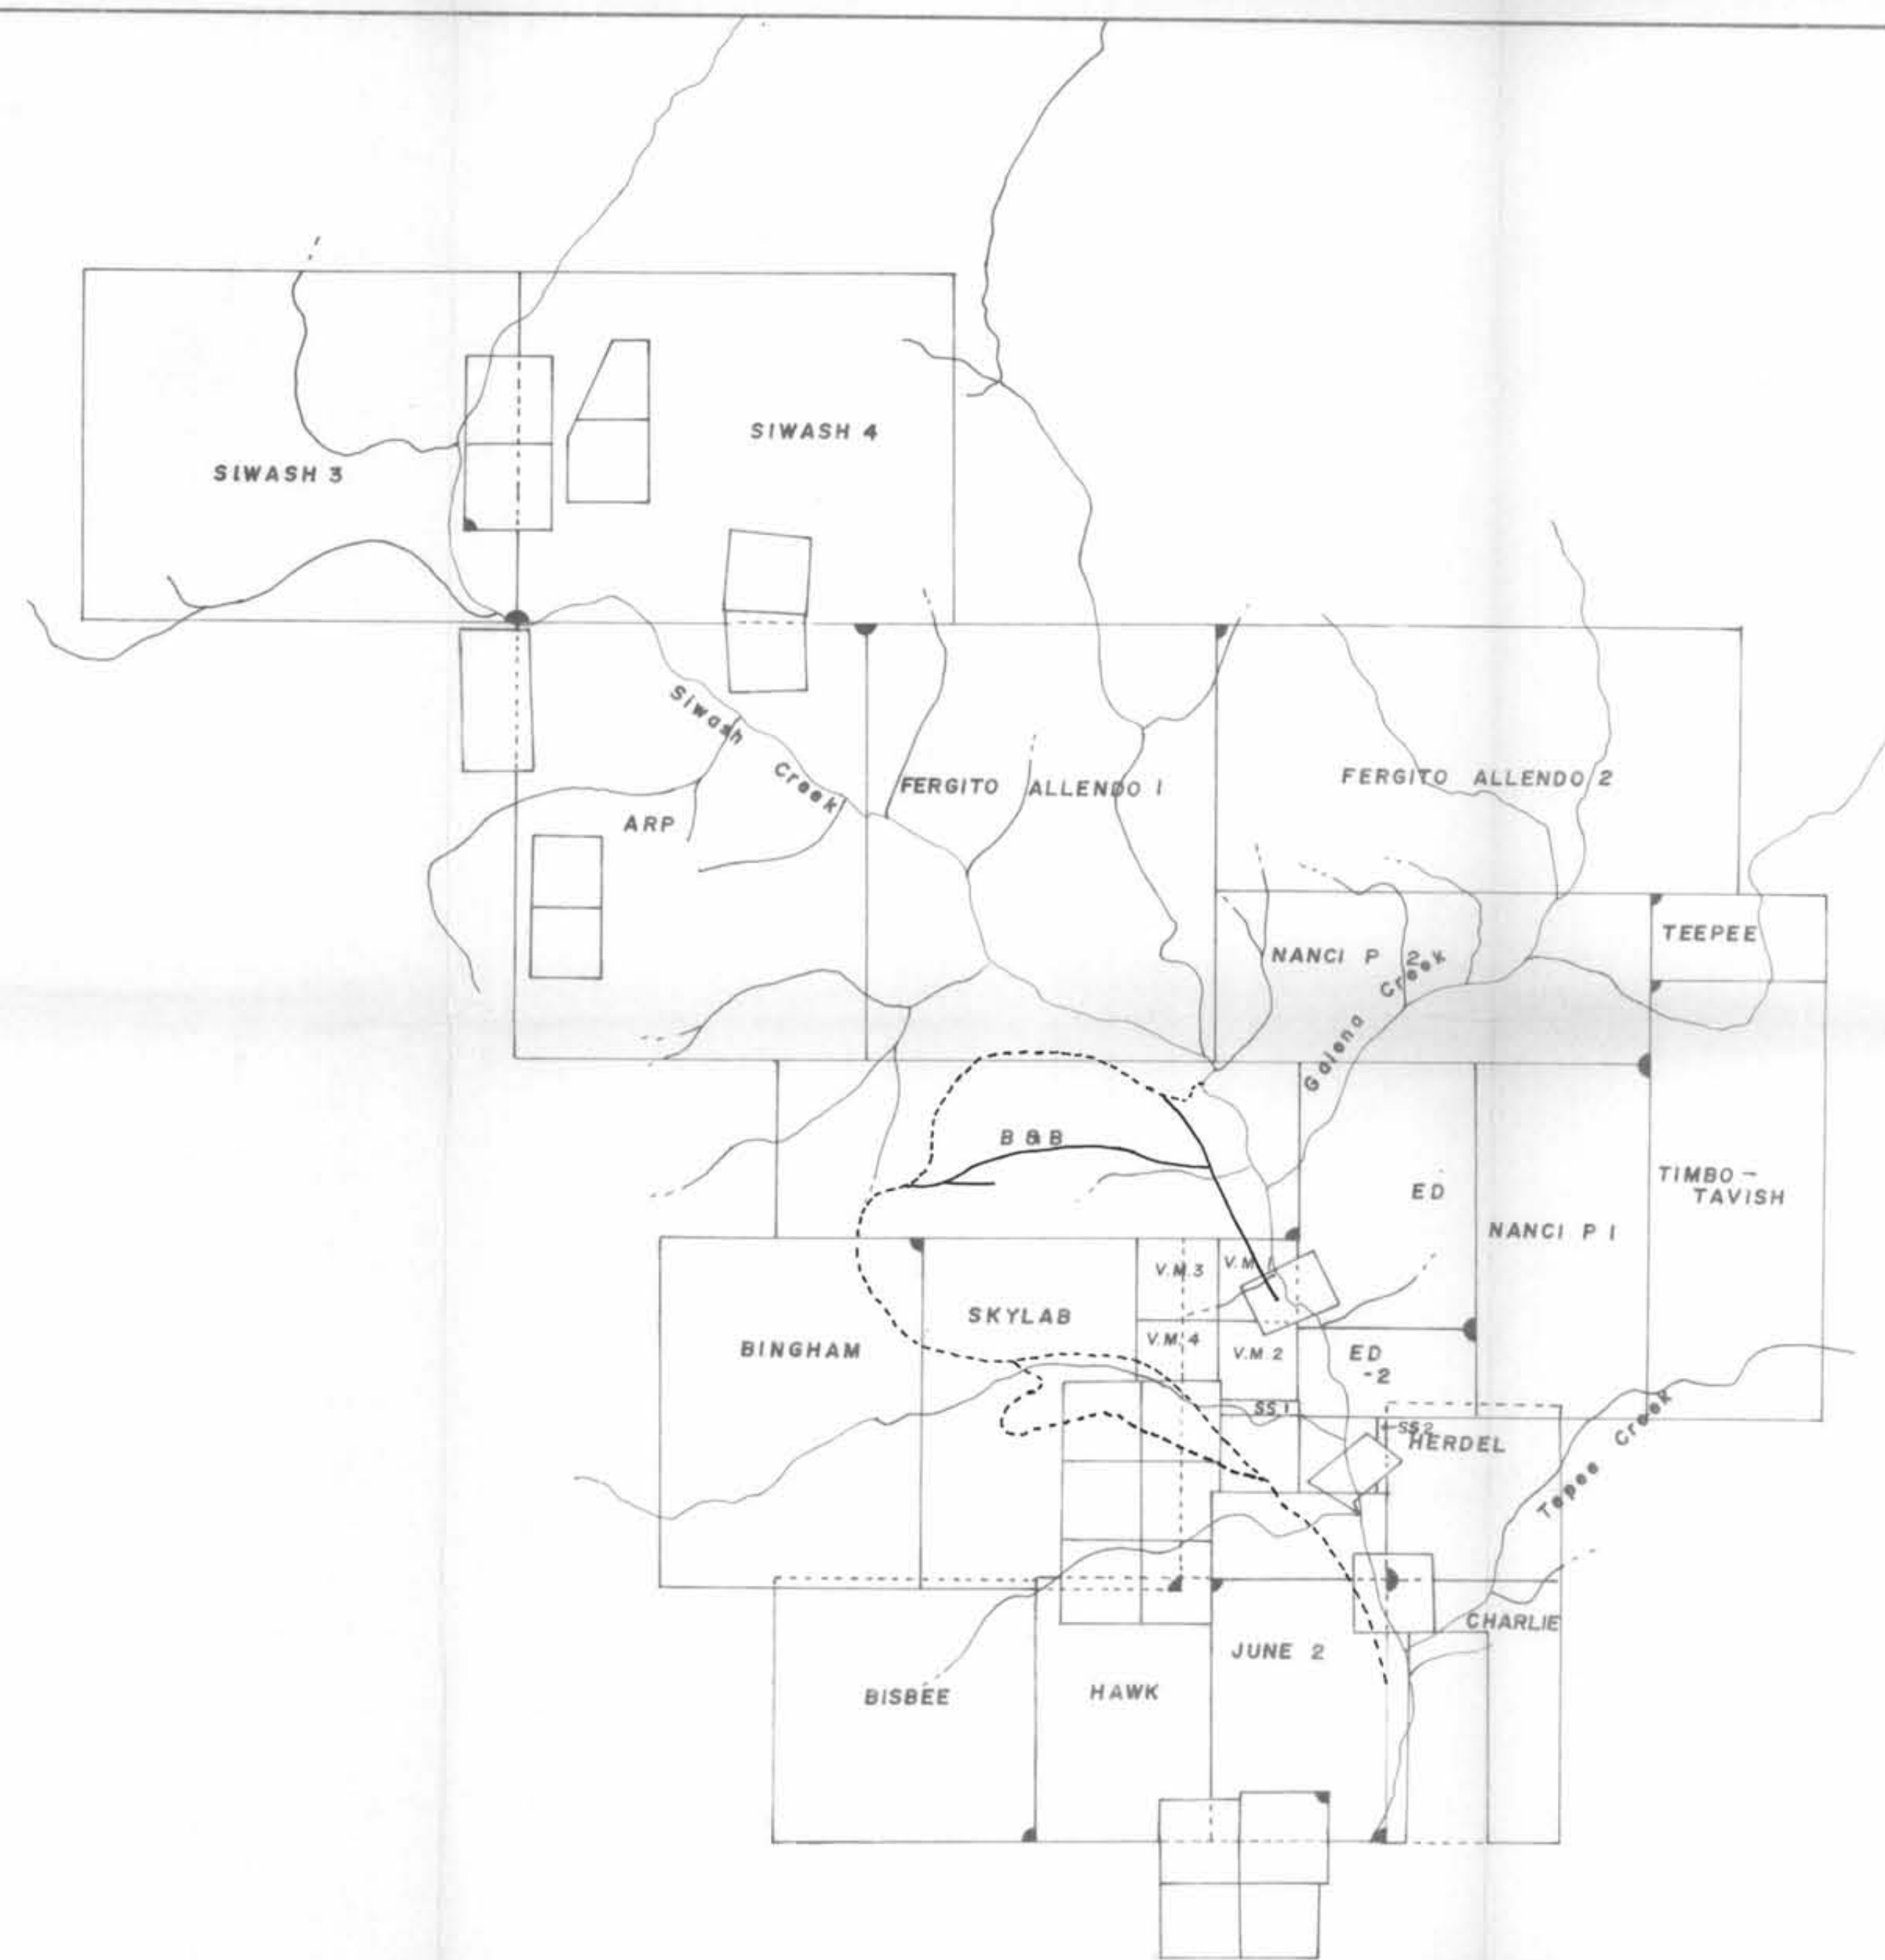 SIWASH 3
SIWASH 4
Siwash Creek
ARP
FERGITO ALLENDO 1
FERGITO ALLENDO 2
NANCI P 2
TEEPEE
Galena Creek
B & B
ED
NANCI P 1
TIMBO -
TAVISH
BINGHAM
SKYLAB
V.M.3
V.M.1
V.M.4
V.M.2
ED
-2
SS.1
SS2
HERDEL
Tepee Creek
CHARLIE
BISBEE
HAWK
JUNE 2